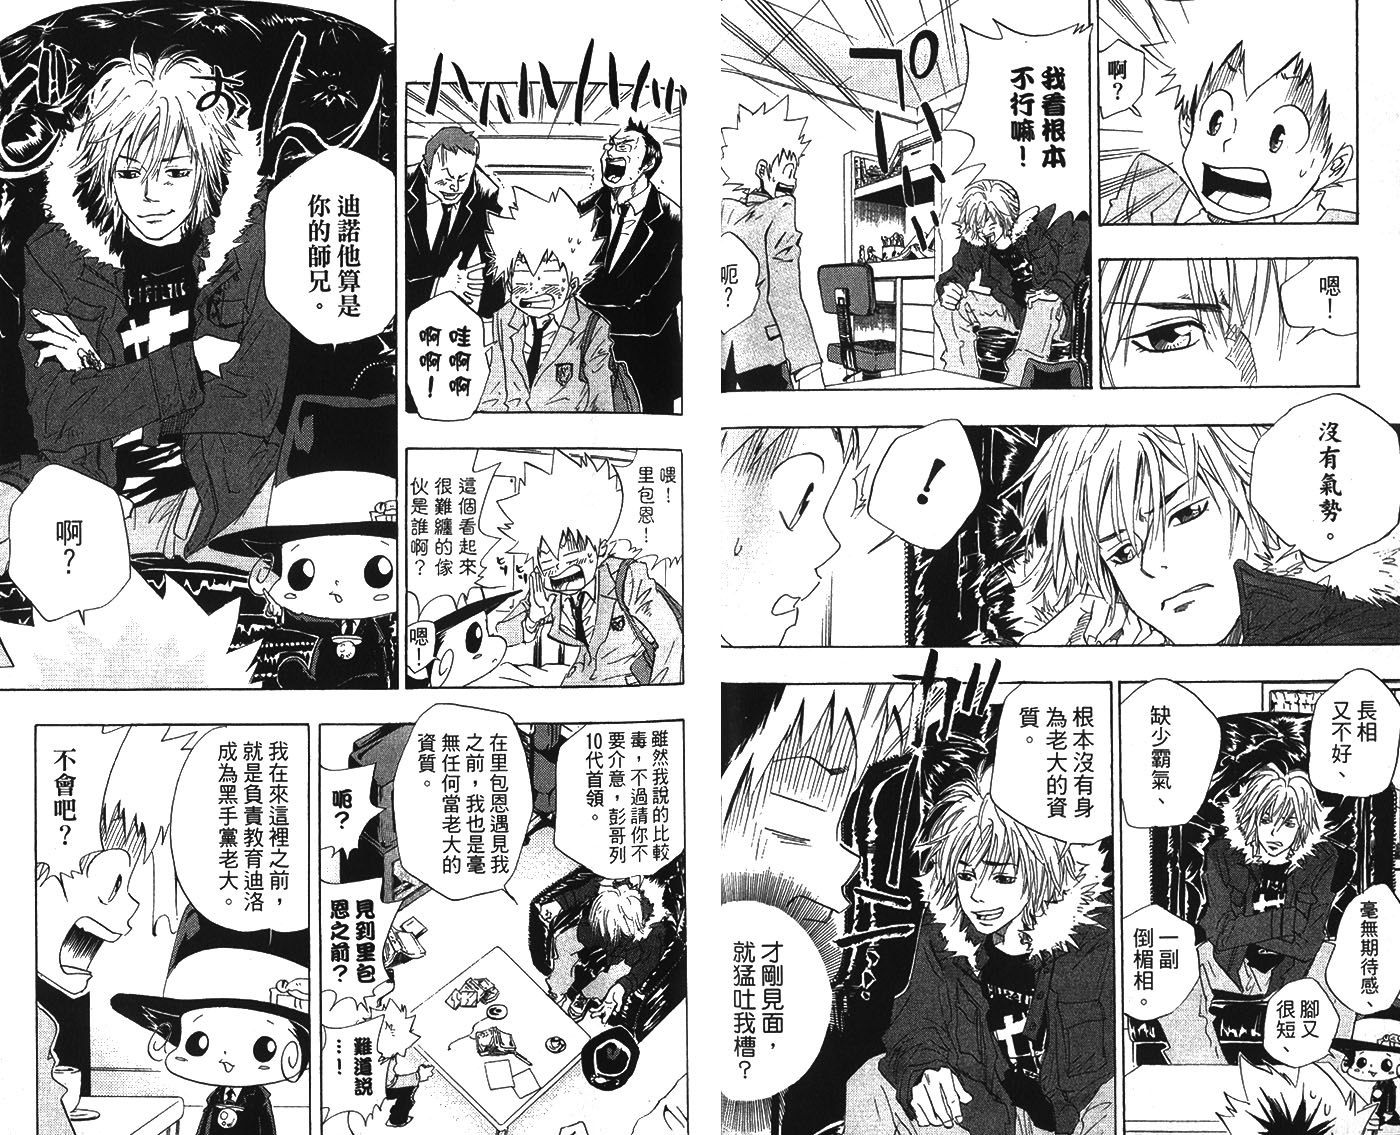 啊？
我看根本
不行嘛！
呃？
嗯！
沒有氣勢。
！
長相
又不好、
缺少霸氣、
毫無期待感、
腳又
很短、
一副
倒楣相。
根本沒有身
為老大的資
質。
才剛見面，
就猛吐我槽？
ハハハハハハ
哇啊啊
啊啊！
喂！
里包恩！
這個看起來
很難纏的傢
伙是誰啊？
嗯！
迪諾他算是
你的師兄。
啊？
雖然我說的比較
毒，不過請你不
要介意，彭哥列
10代首領。
在里包恩遇見我
之前，我也是毫
無任何當老大的
資質。
呃？
見到里包
恩之前？
難道說
…！
我在來這裡之前，
就是負責教育迪洛
成為黑手黨老大。
不會吧？